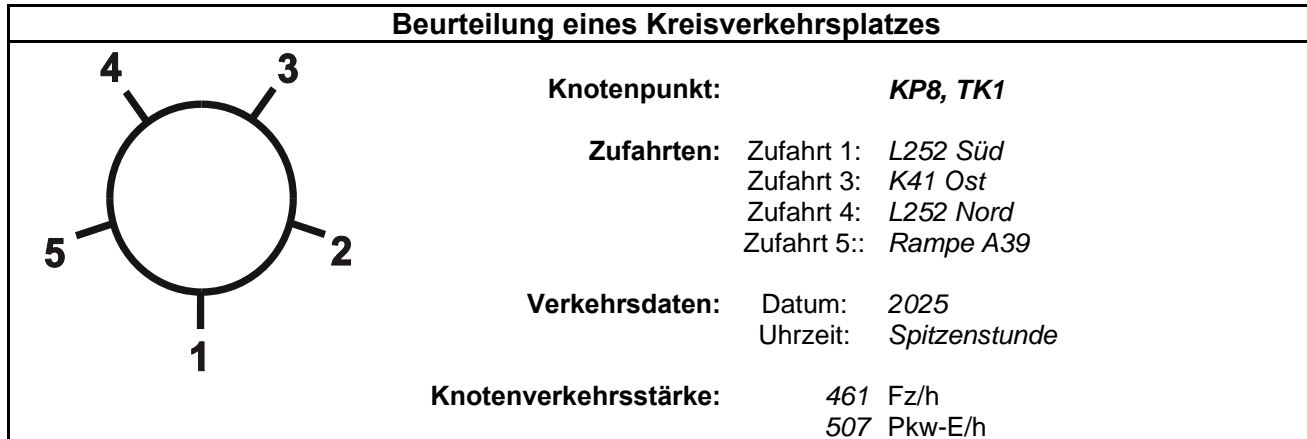 Beurteilung eines Kreisverkehrsplatzes
4
3
5
2
1
Knotenpunkt: KP8, TK1
Zufahrten: Zufahrt 1: L252 Süd
Zufahrt 3: K41 Ost
Zufahrt 4: L252 Nord
Zufahrt 5:: Rampe A39
Verkehrsdaten: Datum: 2025
Uhrzeit: Spitzenstunde
Knotenverkehrsstärke: 461 Fz/h
507 Pkw-E/h